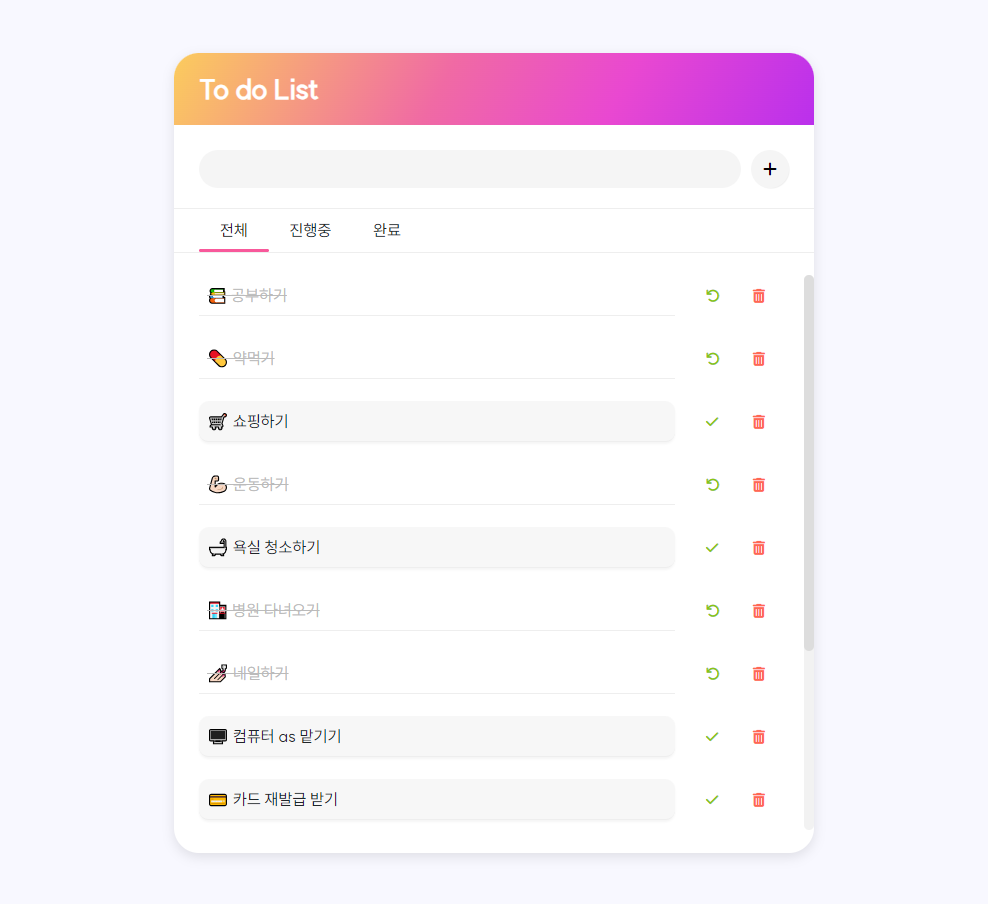 To do List
전체 진행중 완료
📚 공부하기
💊 약먹기
🛒 쇼핑하기
💪🏻 운동하기
🛁 욕실 청소하기
🏥 병원 다녀오기
💅🏻 네일하기
🖥 컴퓨터 as 맡기기
💳 카드 재발급 받기